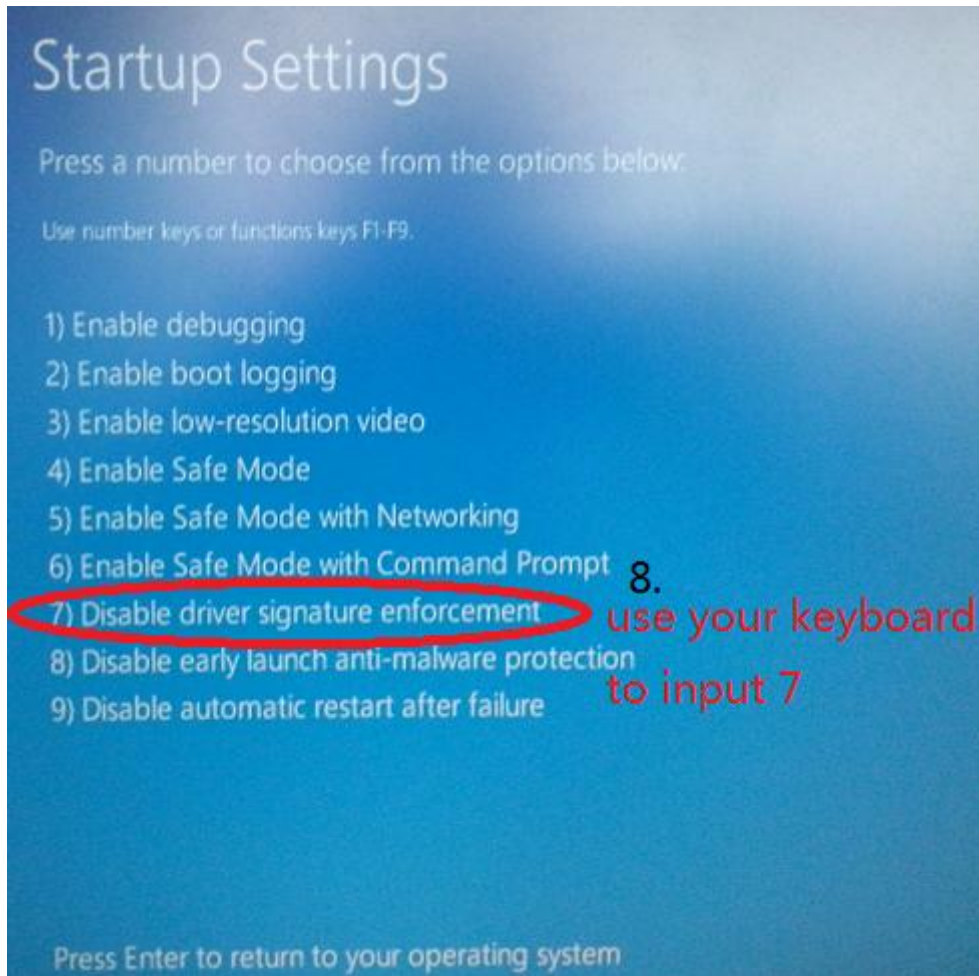 Startup Settings
Press a number to choose from the options below:
Use number keys or functions keys F1-F9.
1) Enable debugging
2) Enable boot logging
3) Enable low-resolution video
4) Enable Safe Mode
5) Enable Safe Mode with Networking
6) Enable Safe Mode with Command Prompt
8.
7) Disable driver signature enforcement
use your keyboard
8) Disable early launch anti-malware protection
to input 7
9) Disable automatic restart after failure
Press Enter to return to your operating system